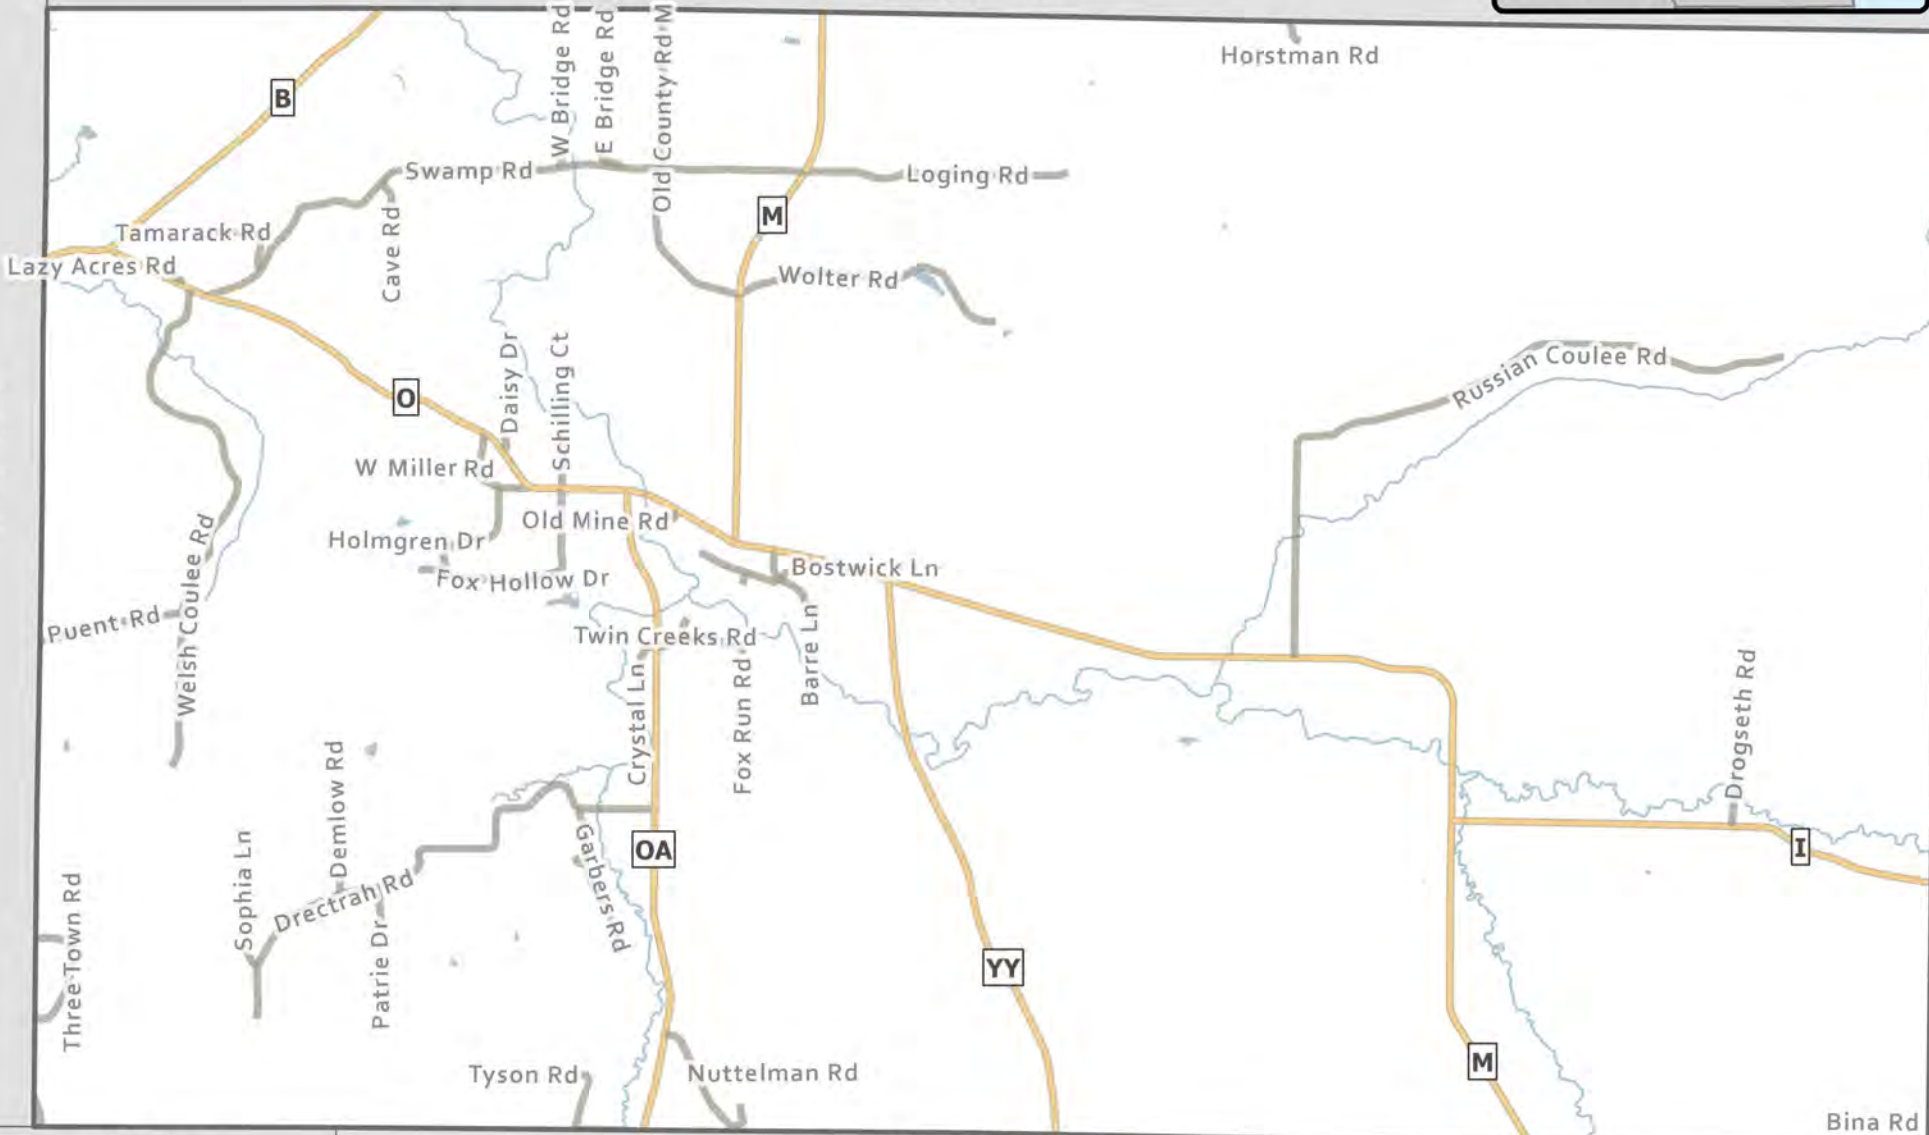 W Bridge Rd
E Bridge Rd
Old County Rd M
Horstman Rd
B
Swamp Rd
Loging Rd
M
Tamarack Rd
Cave Rd
Lazy Acres Rd
Wolter Rd
Daisy Dr
Schilling Ct
Russian Coulee Rd
O
W Miller Rd
Old Mine Rd
Holmgren Dr
Bostwick Ln
Fox Hollow Dr
Puent Rd
Welsh Coulee Rd
Twin Creeks Rd
Barre Ln
Crystal Ln
Fox Run Rd
Drogseth Rd
Demlow Rd
Garbers Rd
OA
I
Sophia Ln
Drectrah Rd
Three Town Rd
Patrie Dr
YY
Tyson Rd
Nuttelman Rd
M
Bina Rd